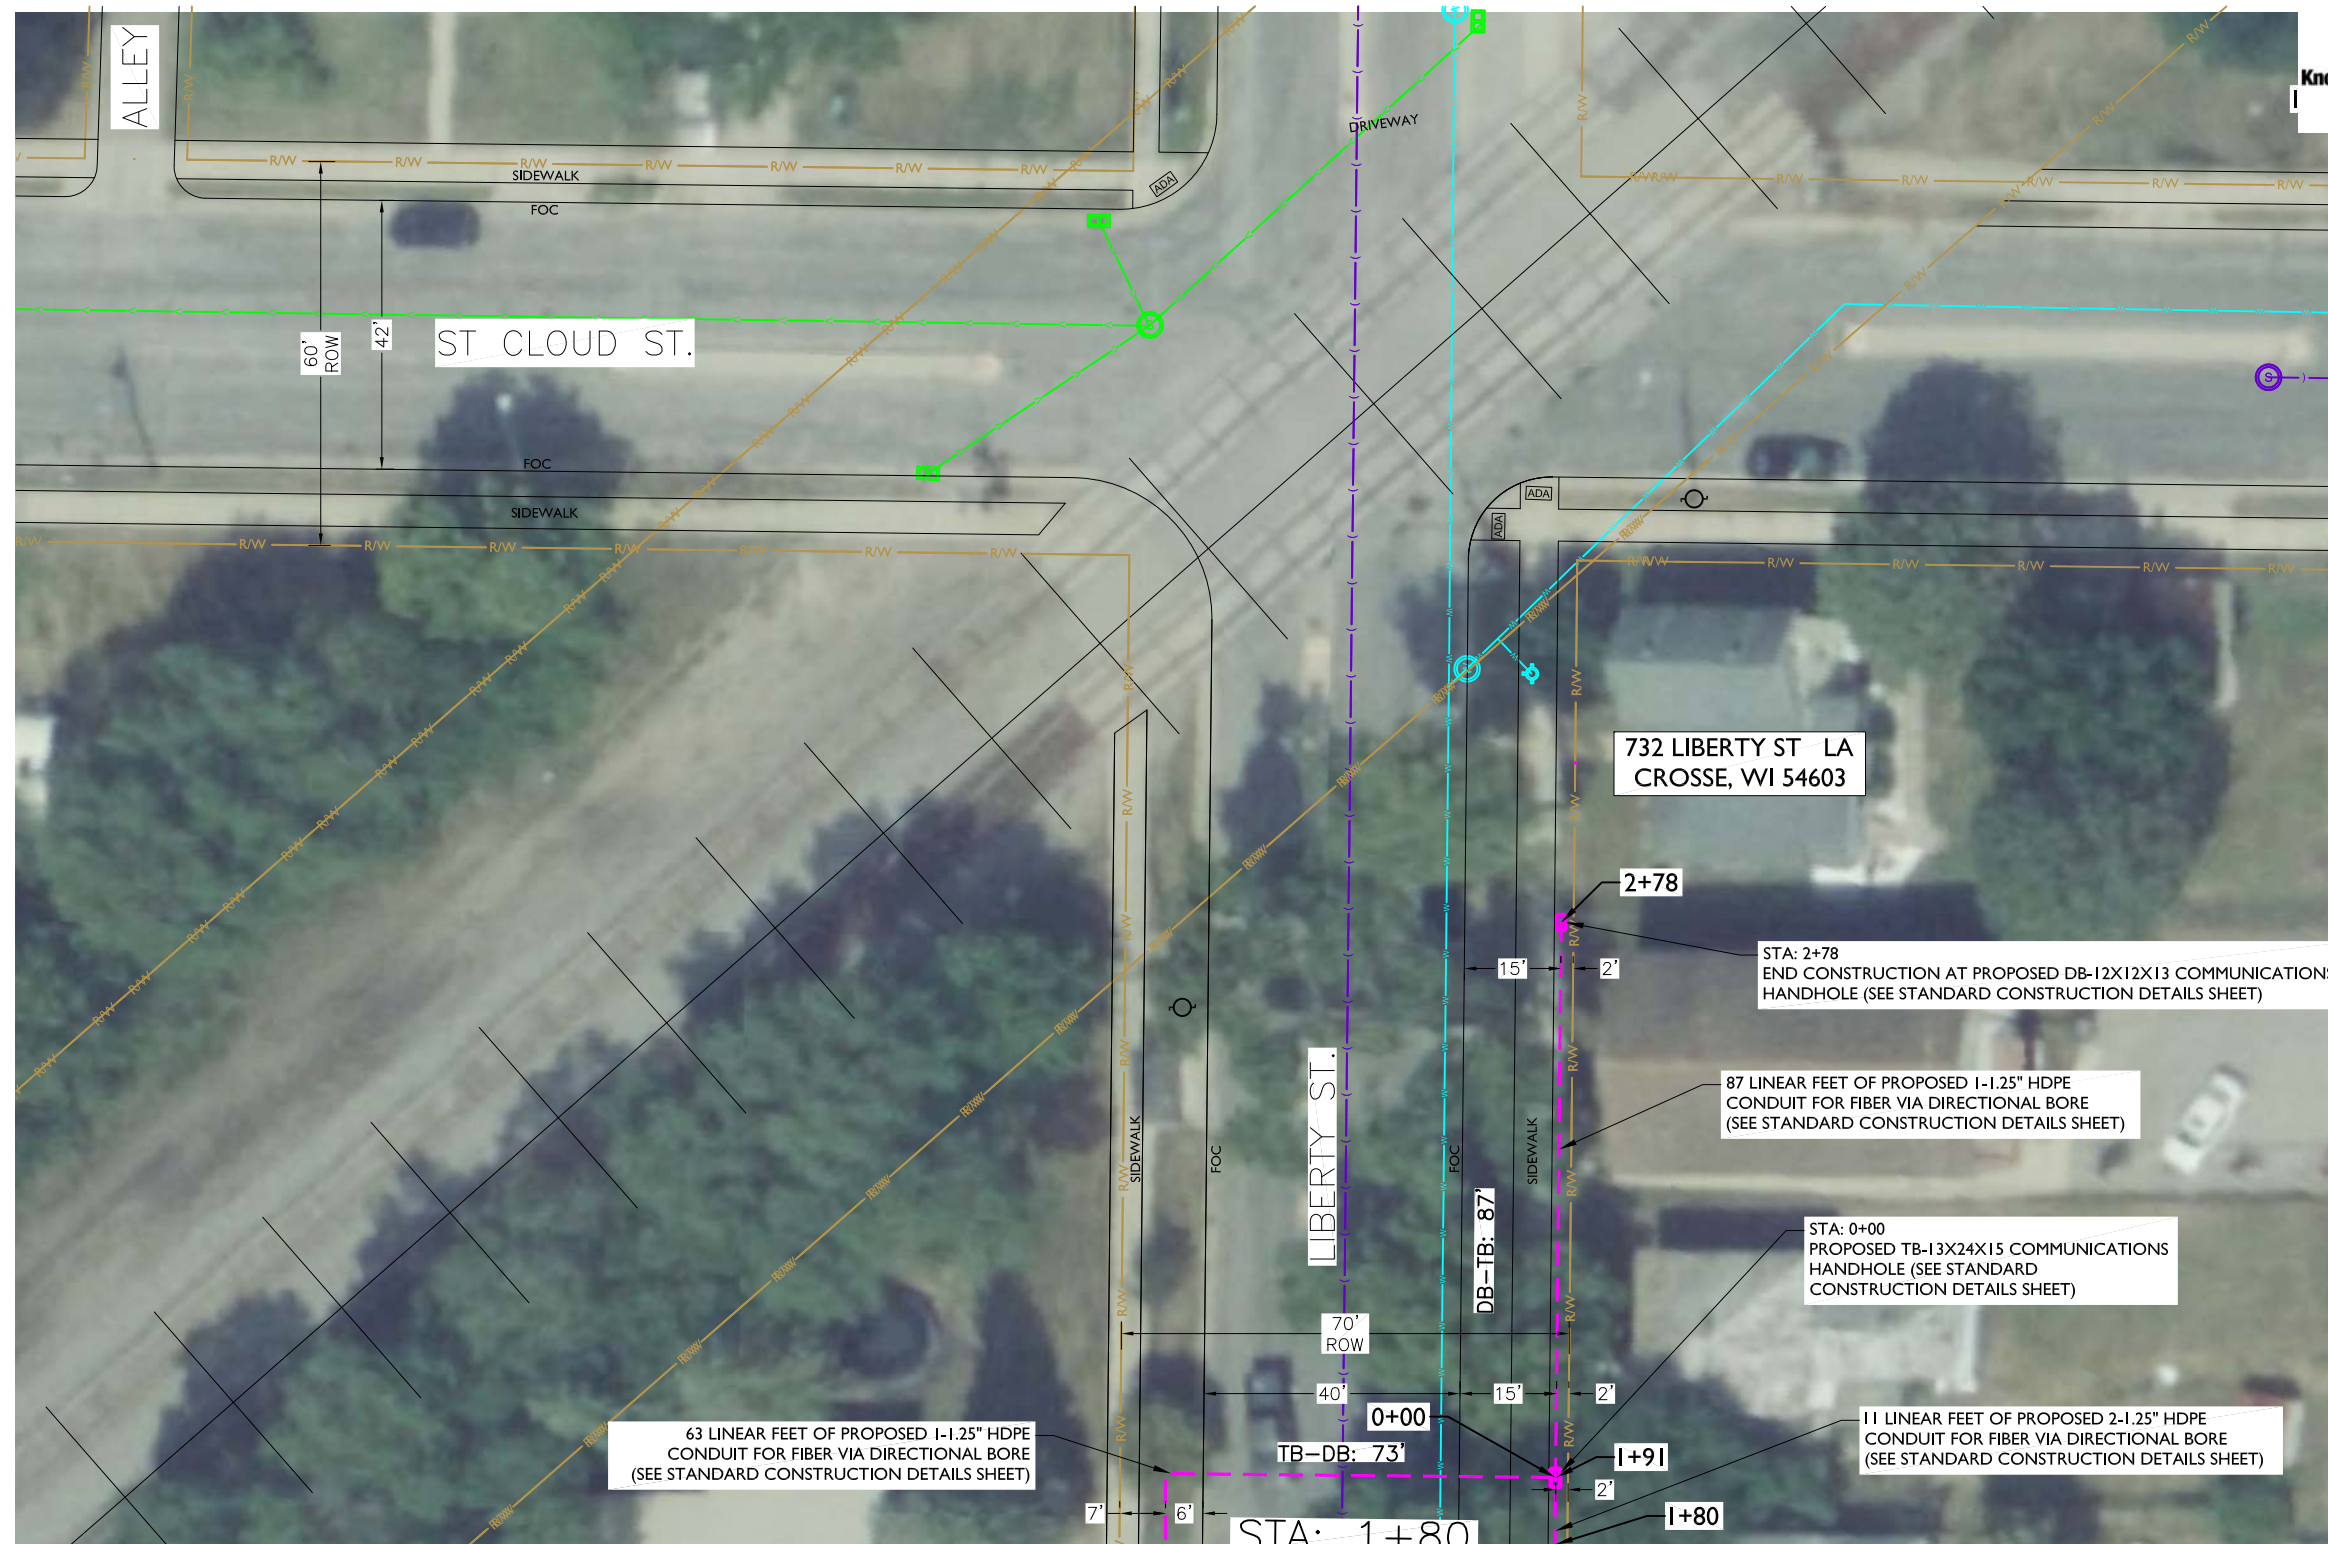 ALLEY
Kno
R/W R/W R/W R/W R/W R/W R/W
SIDEWALK
FOC
ADA
DRIVEWAY
60'
ROW
42'
ST CLOUD ST.
FOC
SIDEWALK
R/W R/W R/W R/W R/W R/W R/W R/W
ADA
ADA
S
732 LIBERTY ST LA
CROSSE, WI 54603
2+78
STA: 2+78
END CONSTRUCTION AT PROPOSED DB-12X12X13 COMMUNICATIONS
HANDHOLE (SEE STANDARD CONSTRUCTION DETAILS SHEET)
15' 2'
87 LINEAR FEET OF PROPOSED 1-1.25" HDPE
CONDUIT FOR FIBER VIA DIRECTIONAL BORE
(SEE STANDARD CONSTRUCTION DETAILS SHEET)
SIDEWALK
FOC
LIBERTY ST.
FOC
DB-TB: 87'
SIDEWALK
STA: 0+00
PROPOSED TB-13X24X15 COMMUNICATIONS
HANDHOLE (SEE STANDARD
CONSTRUCTION DETAILS SHEET)
70'
ROW
40' 15' 2'
0+00
63 LINEAR FEET OF PROPOSED 1-1.25" HDPE
CONDUIT FOR FIBER VIA DIRECTIONAL BORE
(SEE STANDARD CONSTRUCTION DETAILS SHEET)
TB-DB: 73'
11 LINEAR FEET OF PROPOSED 2-1.25" HDPE
CONDUIT FOR FIBER VIA DIRECTIONAL BORE
(SEE STANDARD CONSTRUCTION DETAILS SHEET)
1+91
2'
7' 6'
1+80
STA: 1+80